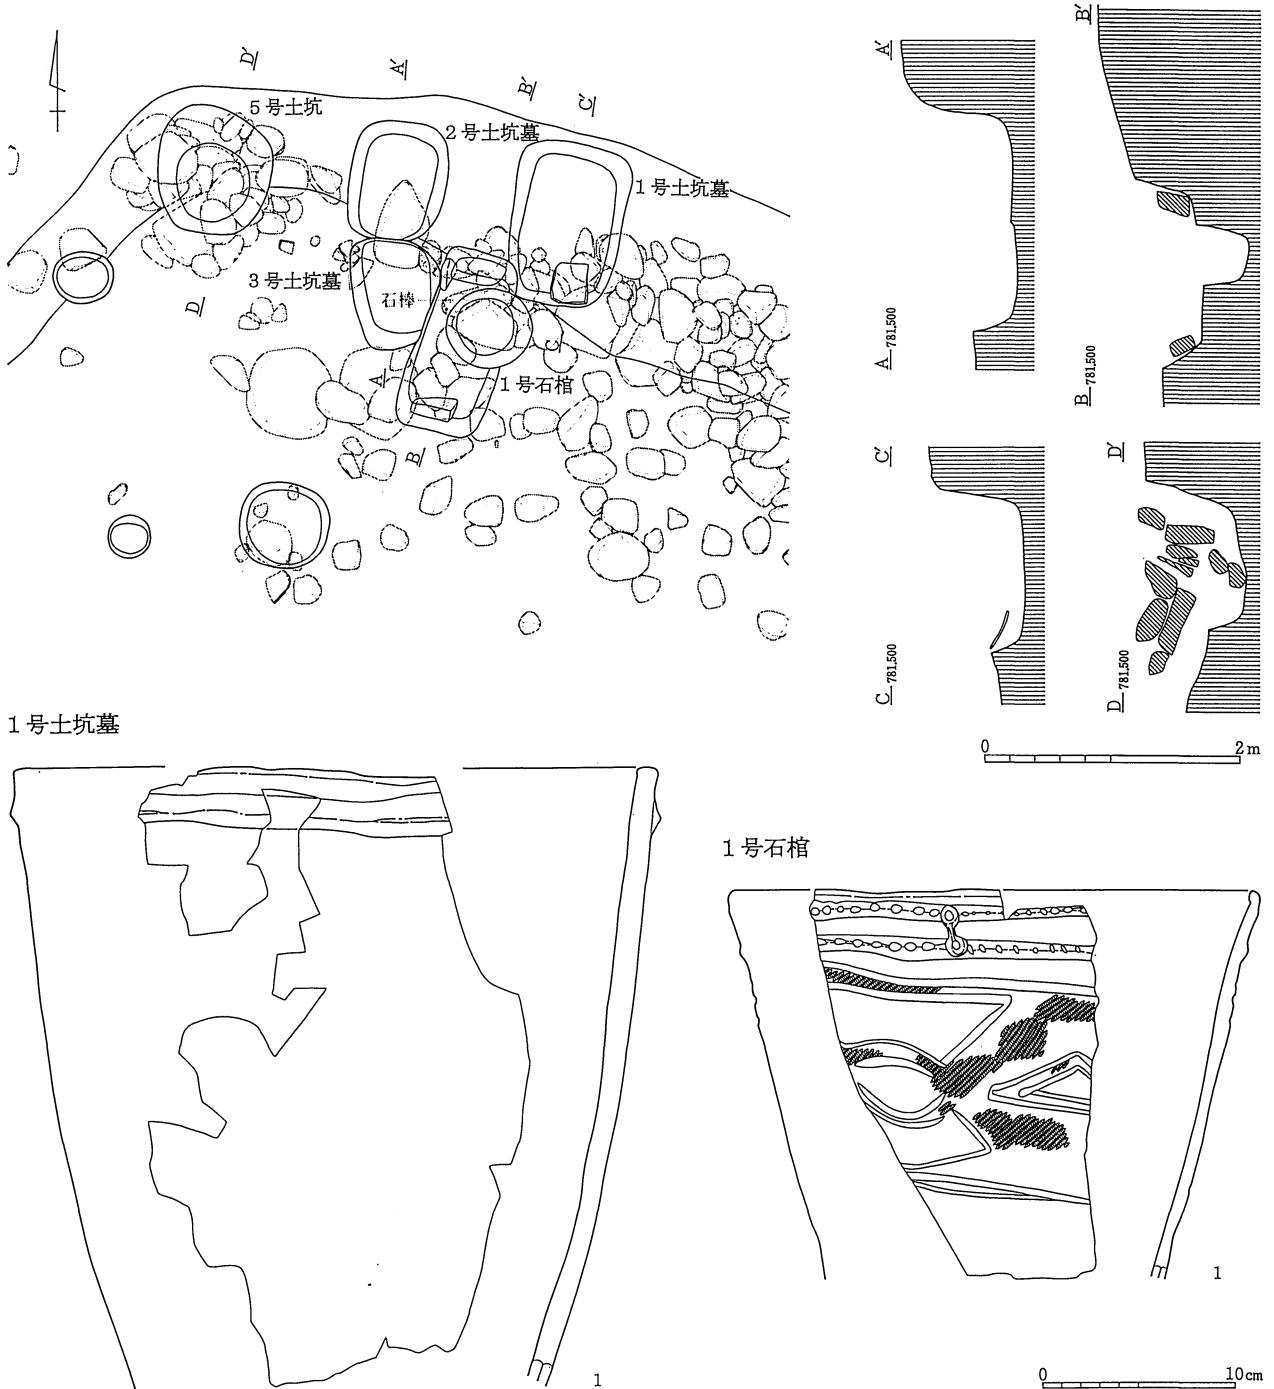 D'
A'
B'
C'
5号土坑
2号土坑墓
1号土坑墓
3号土坑墓
石棒
D
C
A
1号石棺
B
A'
A 781,500
B'
B 781,500
C'
C 781,500
D'
D 781,500
0 2m
1号土坑墓
1
1号石棺
1
0 10cm